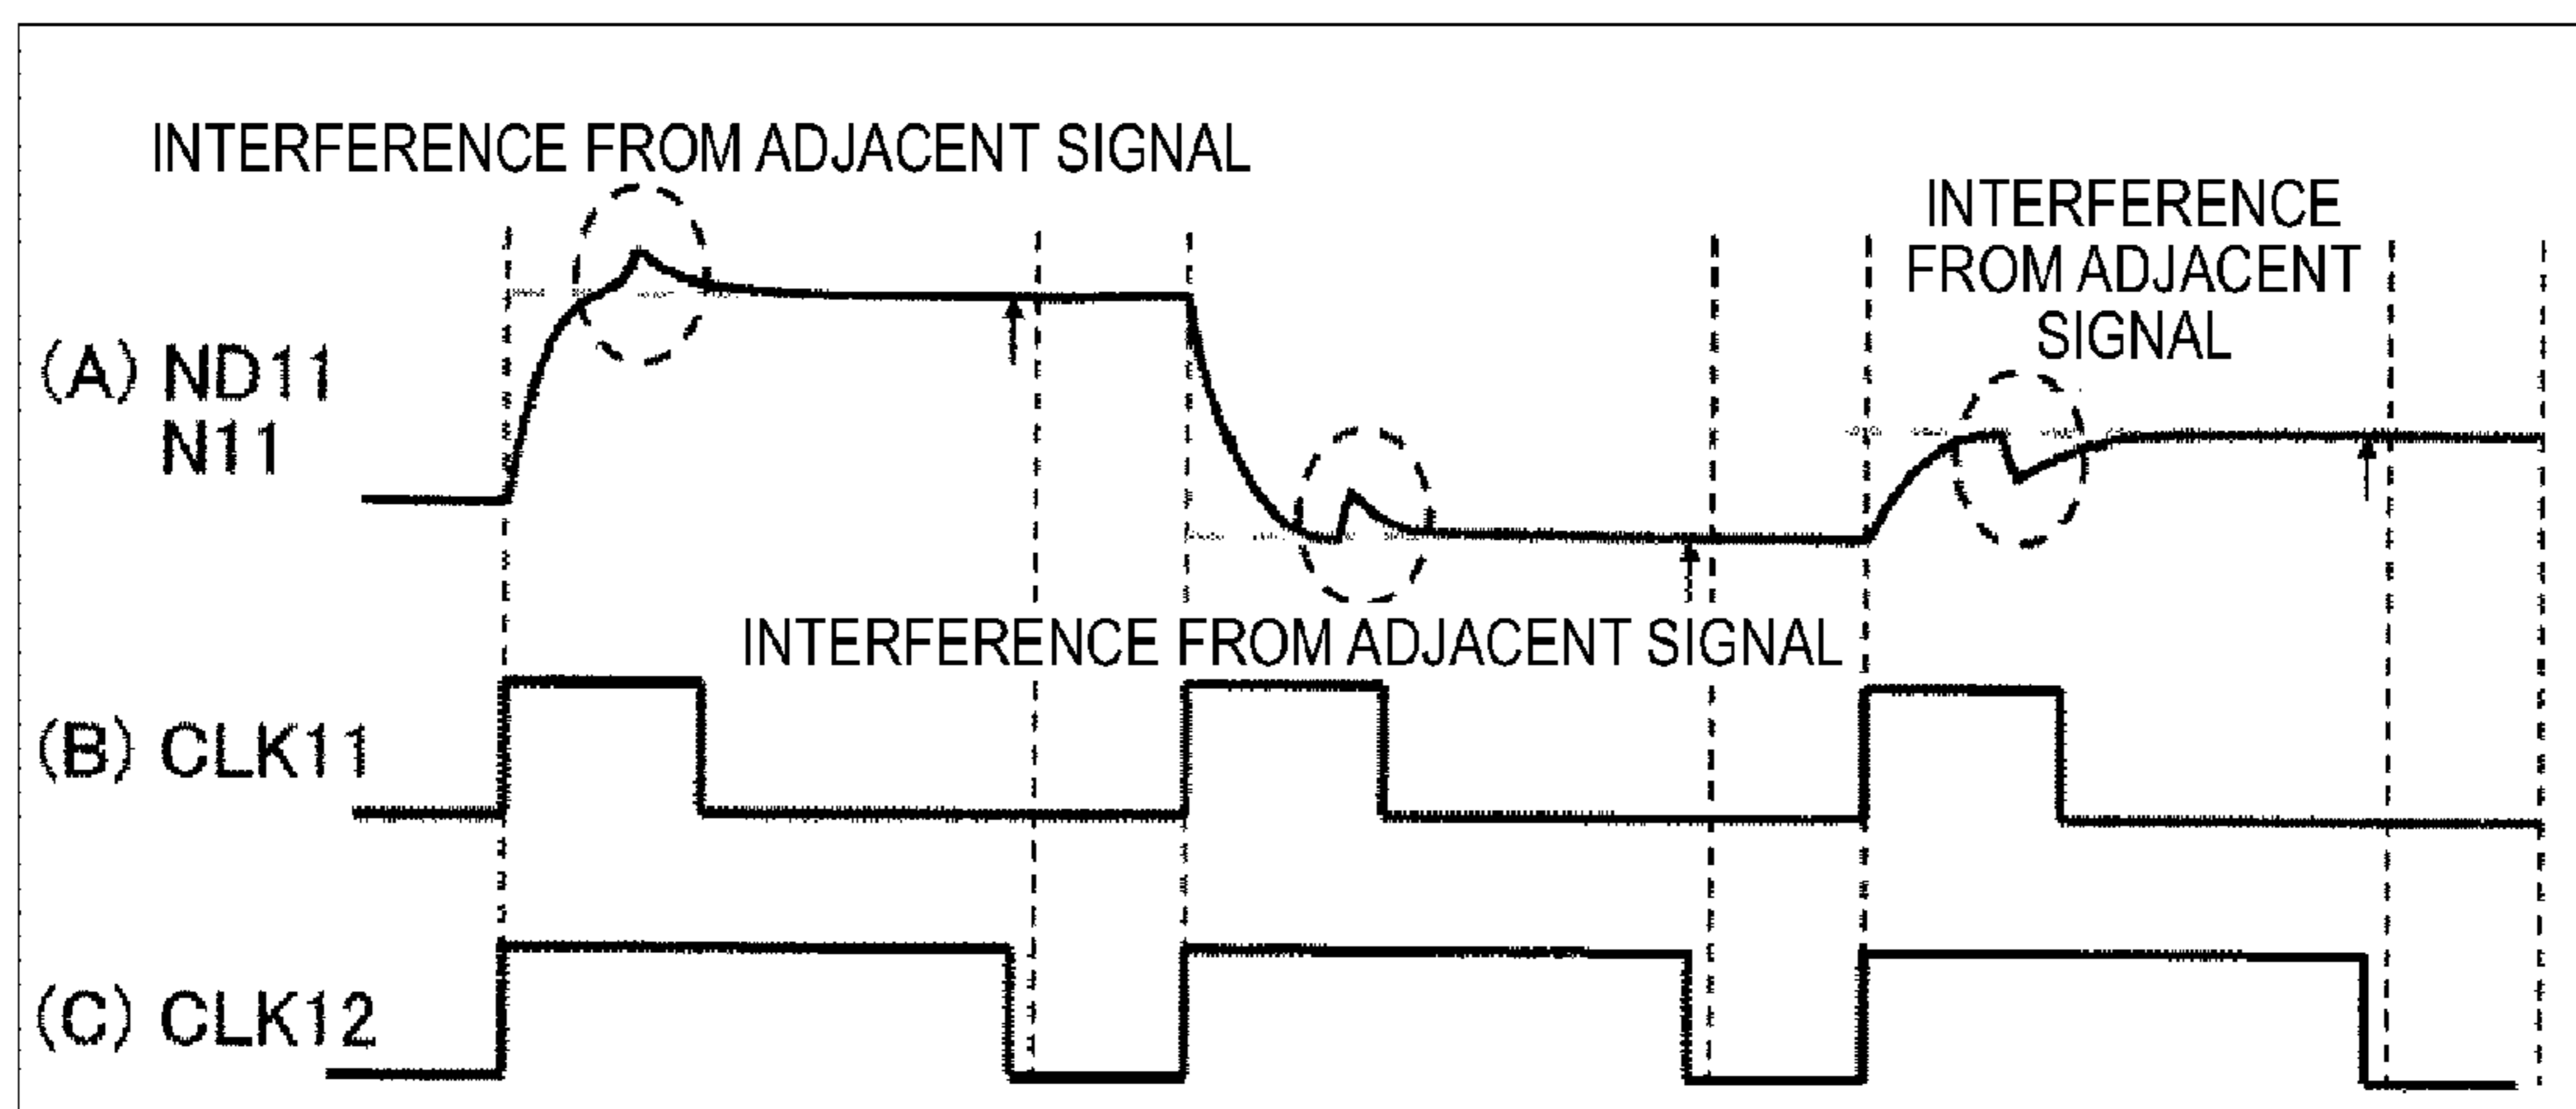 INTERFERENCE FROM ADJACENT SIGNAL
INTERFERENCE
FROM ADJACENT
SIGNAL
(A) ND11
N11
INTERFERENCE FROM ADJACENT SIGNAL
(B) CLK11
(C) CLK12